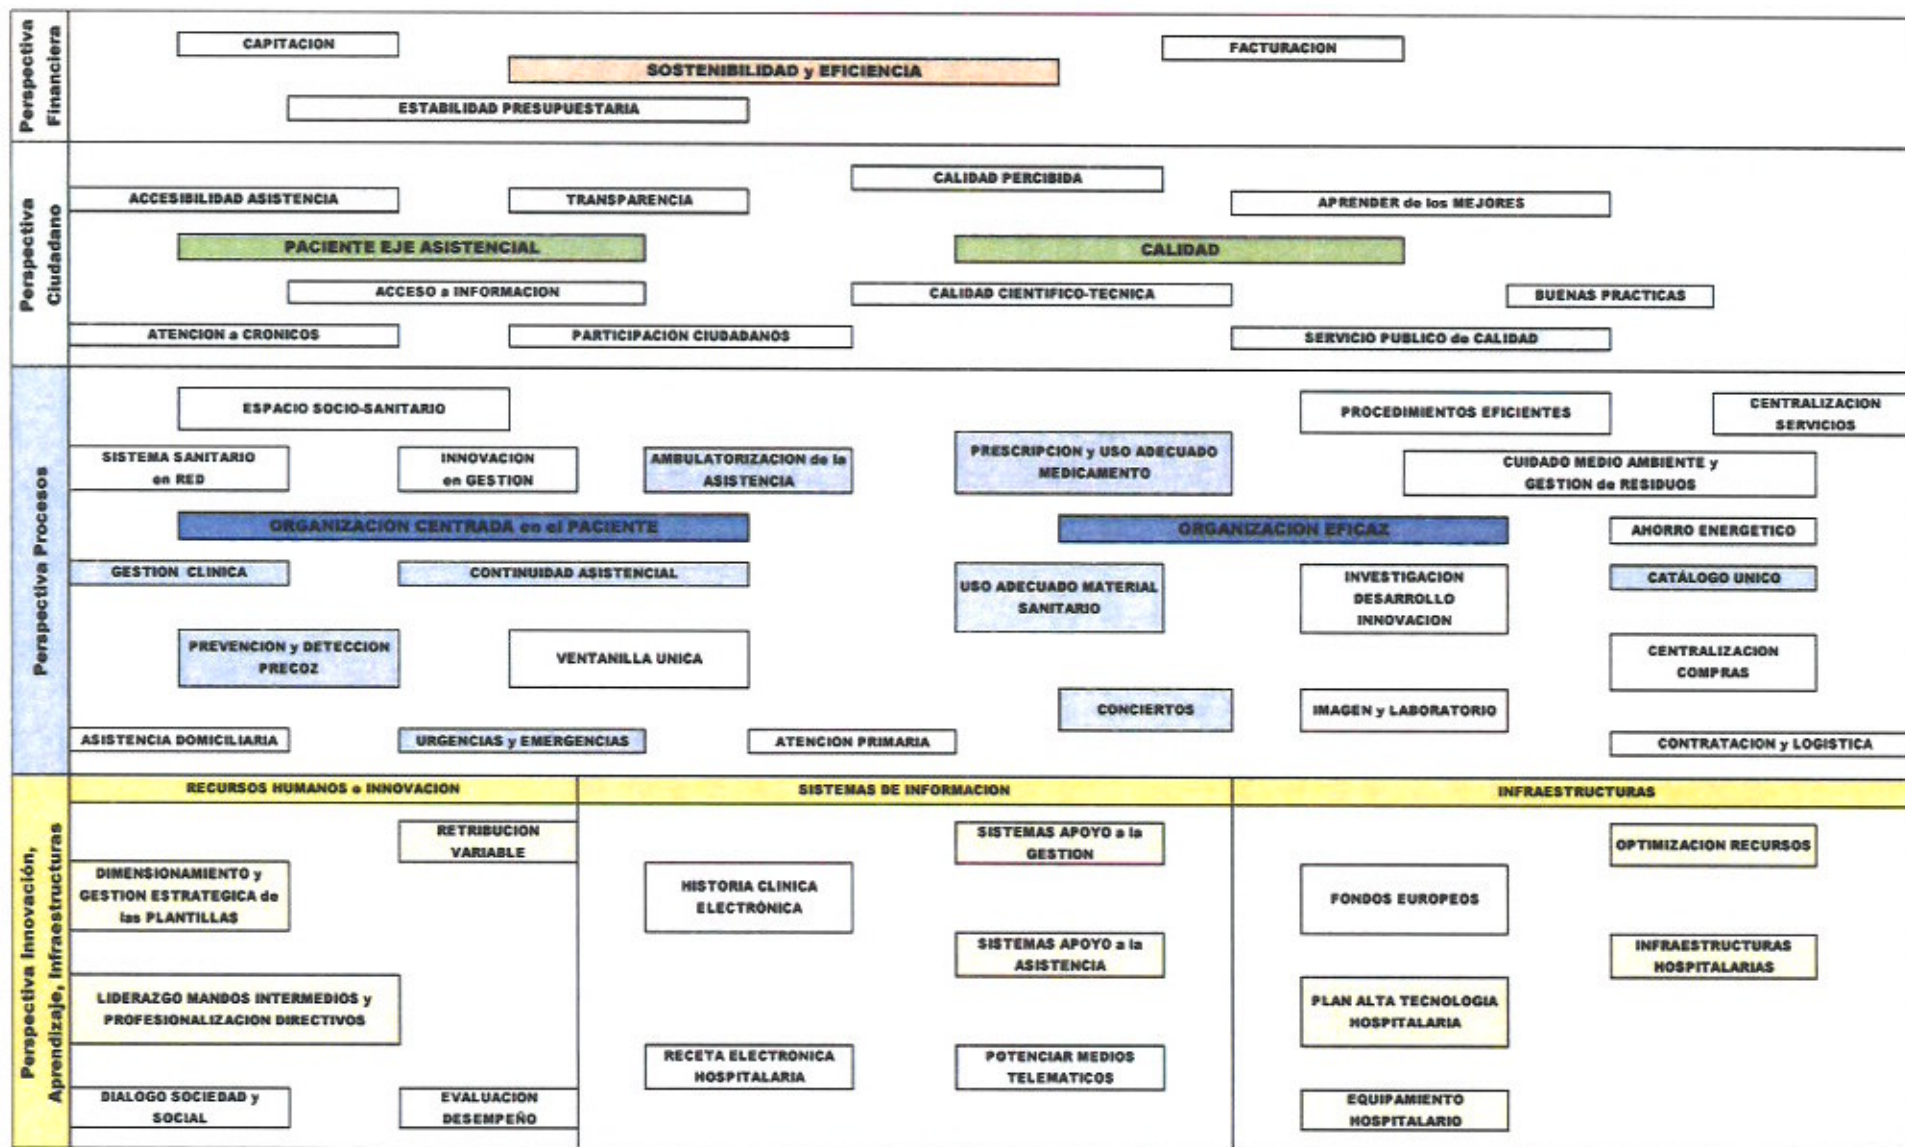 Perspectiva
Financiera
CAPITACION
FACTURACION
SOSTENIBILIDAD y EFICIENCIA
ESTABILIDAD PRESUPUESTARIA
Perspectiva
Ciudadano
CALIDAD PERCIBIDA
ACCESIBILIDAD ASISTENCIA
TRANSPARENCIA
APRENDER de los MEJORES
PACIENTE EJE ASISTENCIAL
CALIDAD
ACCESO a INFORMACION
CALIDAD CIENTIFICO-TECNICA
BUENAS PRACTICAS
ATENCION a CRONICOS
PARTICIPACION CIUDADANOS
SERVICIO PUBLICO de CALIDAD
Perspectiva Procesos
ESPACIO SOCIO-SANITARIO
PROCEDIMIENTOS EFICIENTES
CENTRALIZACION
SERVICIOS
SISTEMA SANITARIO
en RED
INNOVACION
en GESTION
AMBULATORIZACION de la
ASISTENCIA
PRESCRIPCION y USO ADECUADO
MEDICAMENTO
CUIDADO MEDIO AMBIENTE y
GESTION de RESIDUOS
ORGANIZACION CENTRADA en el PACIENTE
ORGANIZACION EFICAZ
AHORRO ENERGETICO
GESTION CLINICA
CONTINUIDAD ASISTENCIAL
USO ADECUADO MATERIAL
SANITARIO
INVESTIGACION
DESARROLLO
INNOVACION
CATÁLOGO UNICO
PREVENCION y DETECCION
PRECOZ
VENTANILLA UNICA
CENTRALIZACION
COMPRAS
CONCIERTOS
IMAGEN y LABORATORIO
ASISTENCIA DOMICILIARIA
URGENCIAS y EMERGENCIAS
ATENCION PRIMARIA
CONTRATACION y LOGISTICA
Perspectiva Innovación,
Aprendizaje, Infraestructuras
RECURSOS HUMANOS e INNOVACION
SISTEMAS DE INFORMACION
INFRAESTRUCTURAS
RETRIBUCION
VARIABLE
SISTEMAS APOYO a la
GESTION
OPTIMIZACION RECURSOS
DIMENSIONAMIENTO y
GESTION ESTRATEGICA de
las PLANTILLAS
HISTORIA CLINICA
ELECTRÓNICA
FONDOS EUROPEOS
SISTEMAS APOYO a la
ASISTENCIA
INFRAESTRUCTURAS
HOSPITALARIAS
LIDERAZGO MANDOS INTERMEDIOS y
PROFESIONALIZACION DIRECTIVOS
PLAN ALTA TECNOLOGIA
HOSPITALARIA
RECETA ELECTRONICA
HOSPITALARIA
POTENCIAR MEDIOS
TELEMATICOS
DIALOGO SOCIEDAD y
SOCIAL
EVALUACION
DESEMPEÑO
EQUIPAMIENTO
HOSPITALARIO